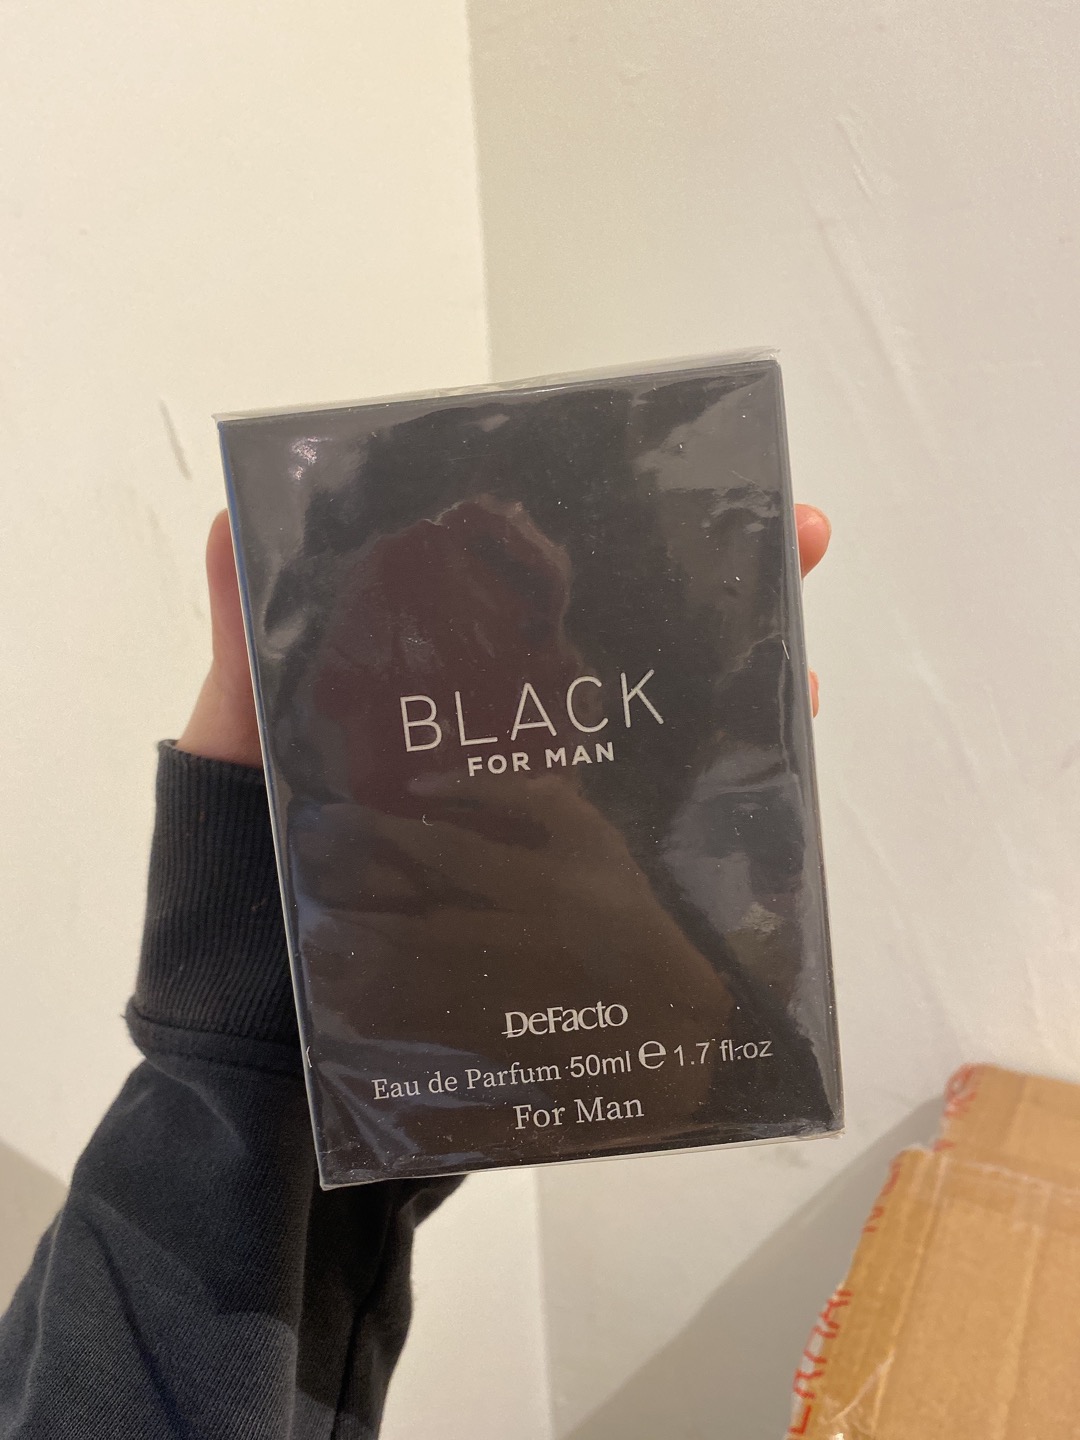 BLACK
FOR MAN
DeFacto
Eau de Parfum 50ml ℮ 1.7 fl.oz
For Man